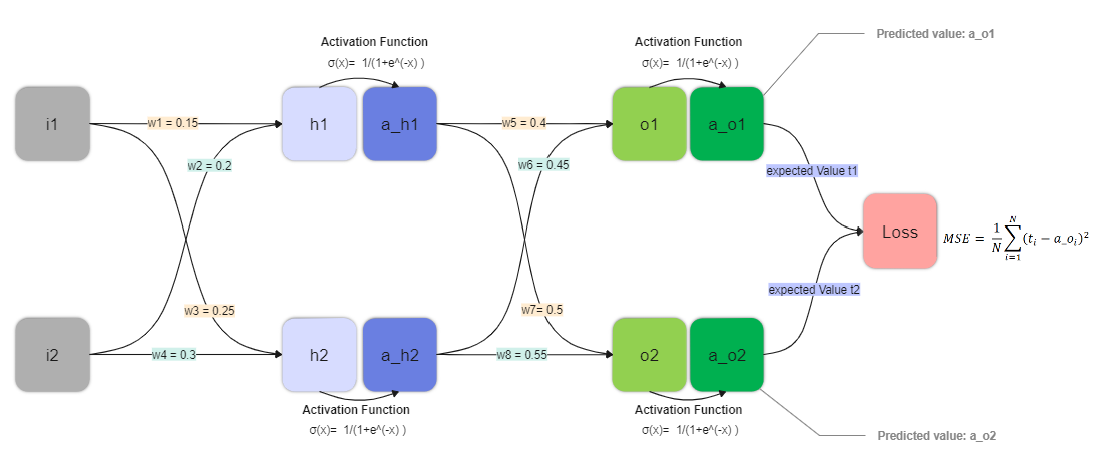 Predicted value: a_o1
Activation Function
σ(x)= 1/(1+e^(-x) )
Activation Function
σ(x)= 1/(1+e^(-x) )
i1
w1 = 0.15
h1
a_h1
w5 = 0.4
o1
a_o1
w2 = 0.2
w6 = 0.45
expected Value t1
Loss
MSE = 1/N ∑_{i=1}^{N} (t_i − a_o_i)^2
expected Value t2
w3 = 0.25
w7= 0.5
i2
w4 = 0.3
h2
a_h2
w8 = 0.55
o2
a_o2
Activation Function
σ(x)= 1/(1+e^(-x) )
Activation Function
σ(x)= 1/(1+e^(-x) )
Predicted value: a_o2